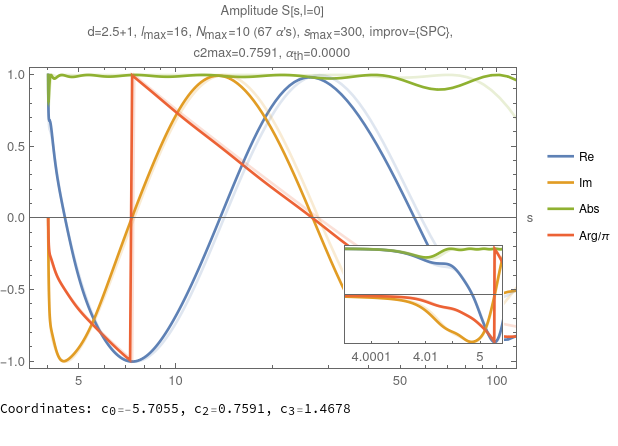 Amplitude S[s,l=0]
d=2.5+1, lmax=16, Nmax=10 (67 α's), smax=300, improv={SPC},
c2max=0.7591, αth=0.0000
1.0
0.5
0.0
−0.5
−1.0
5
10
50
100
s
Re
Im
Abs
Arg/π
4.0001
4.01
5
Coordinates: c0=-5.7055, c2=0.7591, c3=1.4678